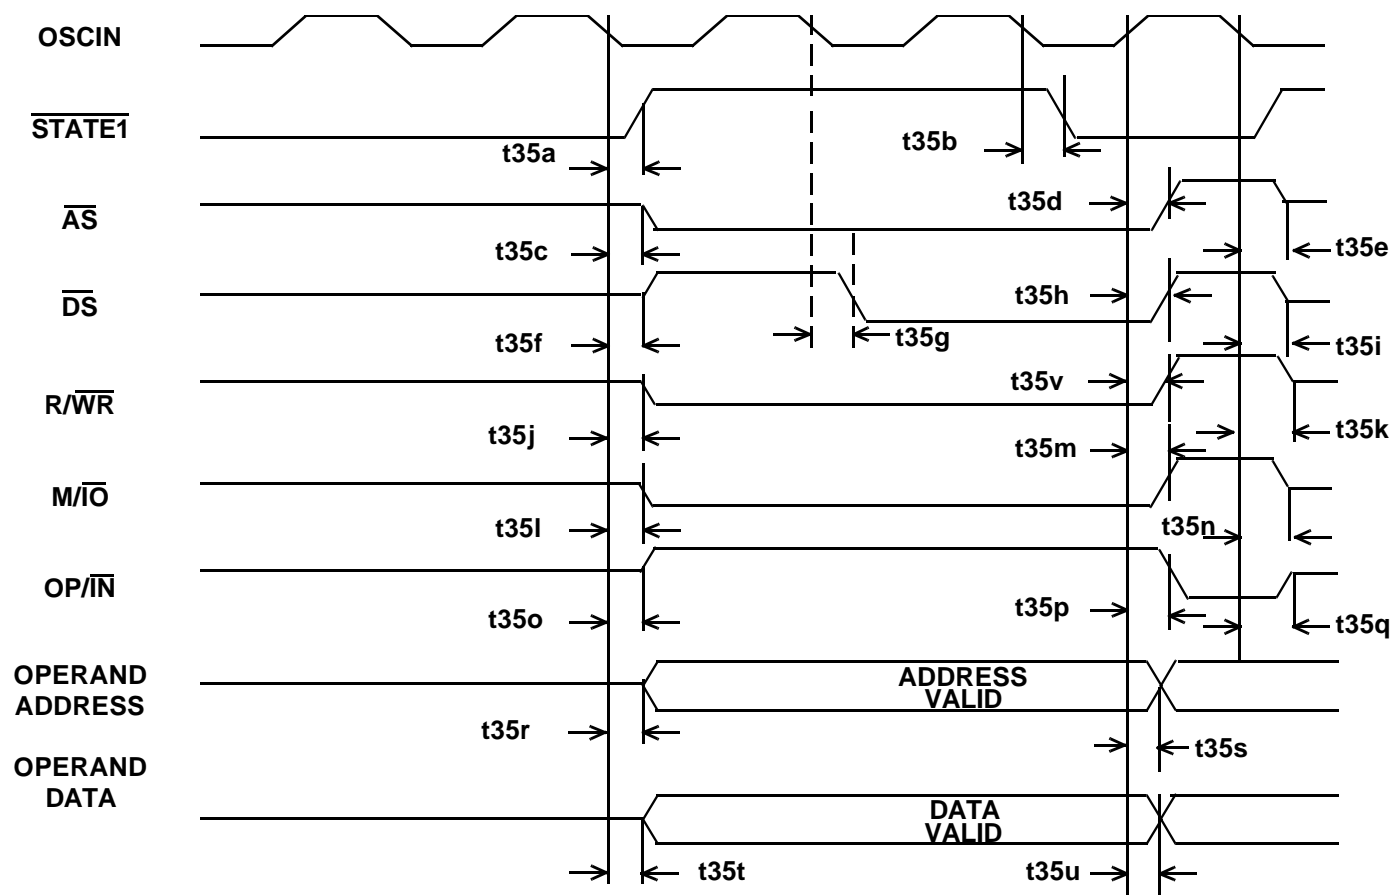 OSCIN
STATE1
t35a
t35b
AS
t35d
t35c
t35e
DS
t35h
t35f
t35g
t35i
R/WR
t35v
t35j
t35k
t35m
M/IO
t35l
t35n
OP/IN
t35o
t35p
t35q
OPERAND
ADDRESS
ADDRESS
VALID
t35r
t35s
OPERAND
DATA
DATA
VALID
t35t
t35u